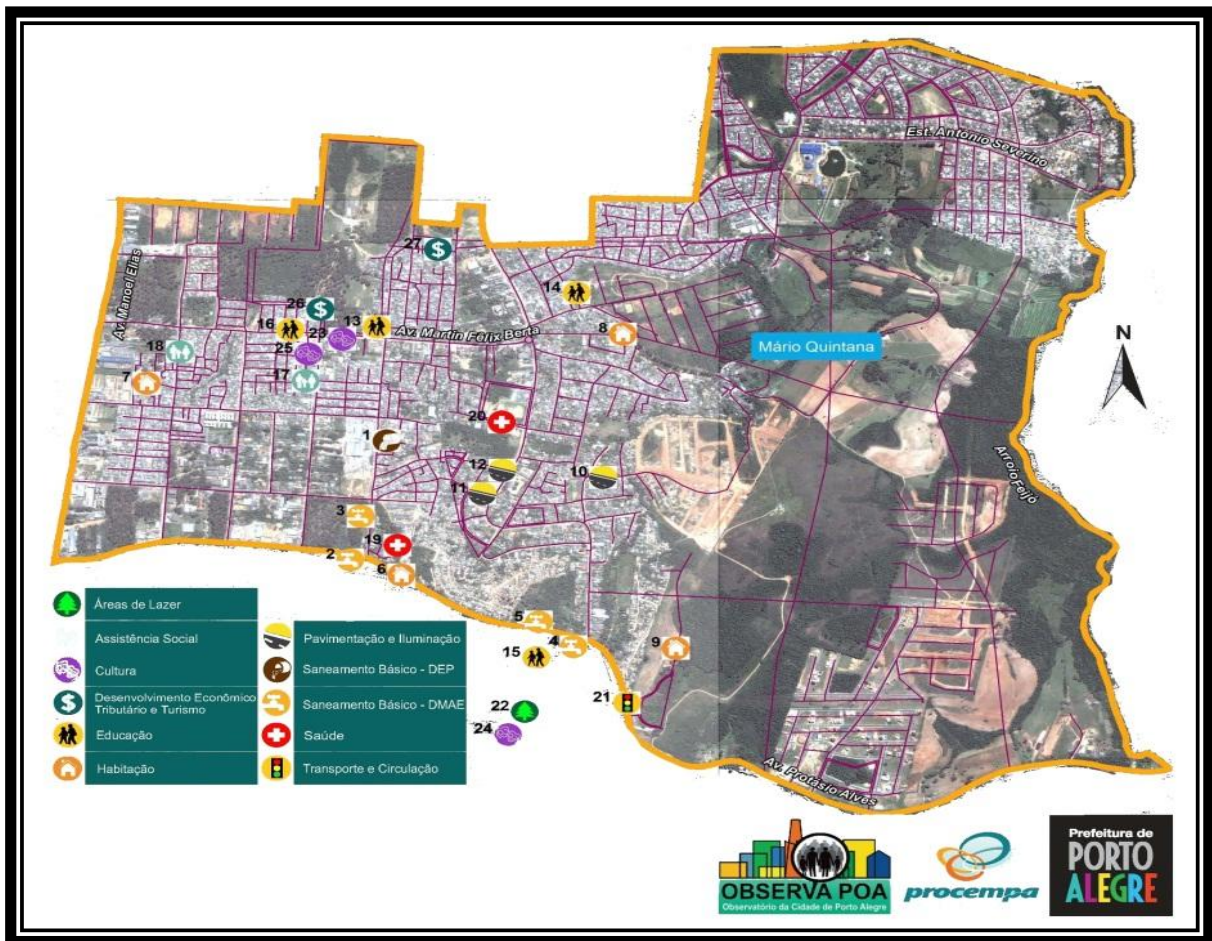 Est. Antonio Severino
27
Av. Manoel Elias
14
26
16
13
23
Av. Martin Félix Berta
8
Mário Quintana
N
18
25
7
17
20
1
12
10
11
Arroio Feijó
3
19
2
6
5
4
15
9
21
22
24
Av. Protásio Alves
Áreas de Lazer
Assistência Social
Cultura
Desenvolvimento Econômico
Tributário e Turismo
Educação
Habitação
Pavimentação e Iluminação
Saneamento Básico - DEP
Saneamento Básico - DMAE
Saúde
Transporte e Circulação
OBSERVA POA
Observatório da Cidade de Porto Alegre
procempa
Prefeitura de
PORTO
ALEGRE